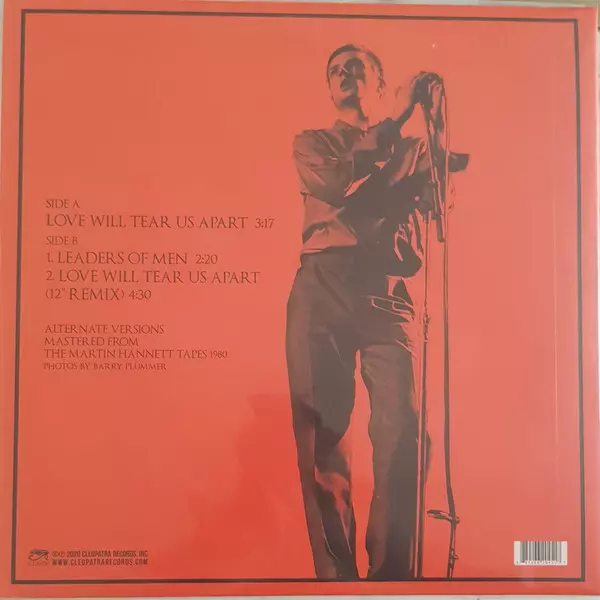 SIDE A
LOVE WILL TEAR US APART 3:17
SIDE B
1. LEADERS OF MEN 2:20
2. LOVE WILL TEAR US APART
(12" REMIX) 4:30
ALTERNATE VERSIONS
MASTERED FROM
THE MARTIN HANNETT TAPES 1980
PHOTOS BY BARRY PLUMMER
℗© 2020 CLEOPATRA RECORDS, INC.
WWW.CLEOPATRARECORDS.COM